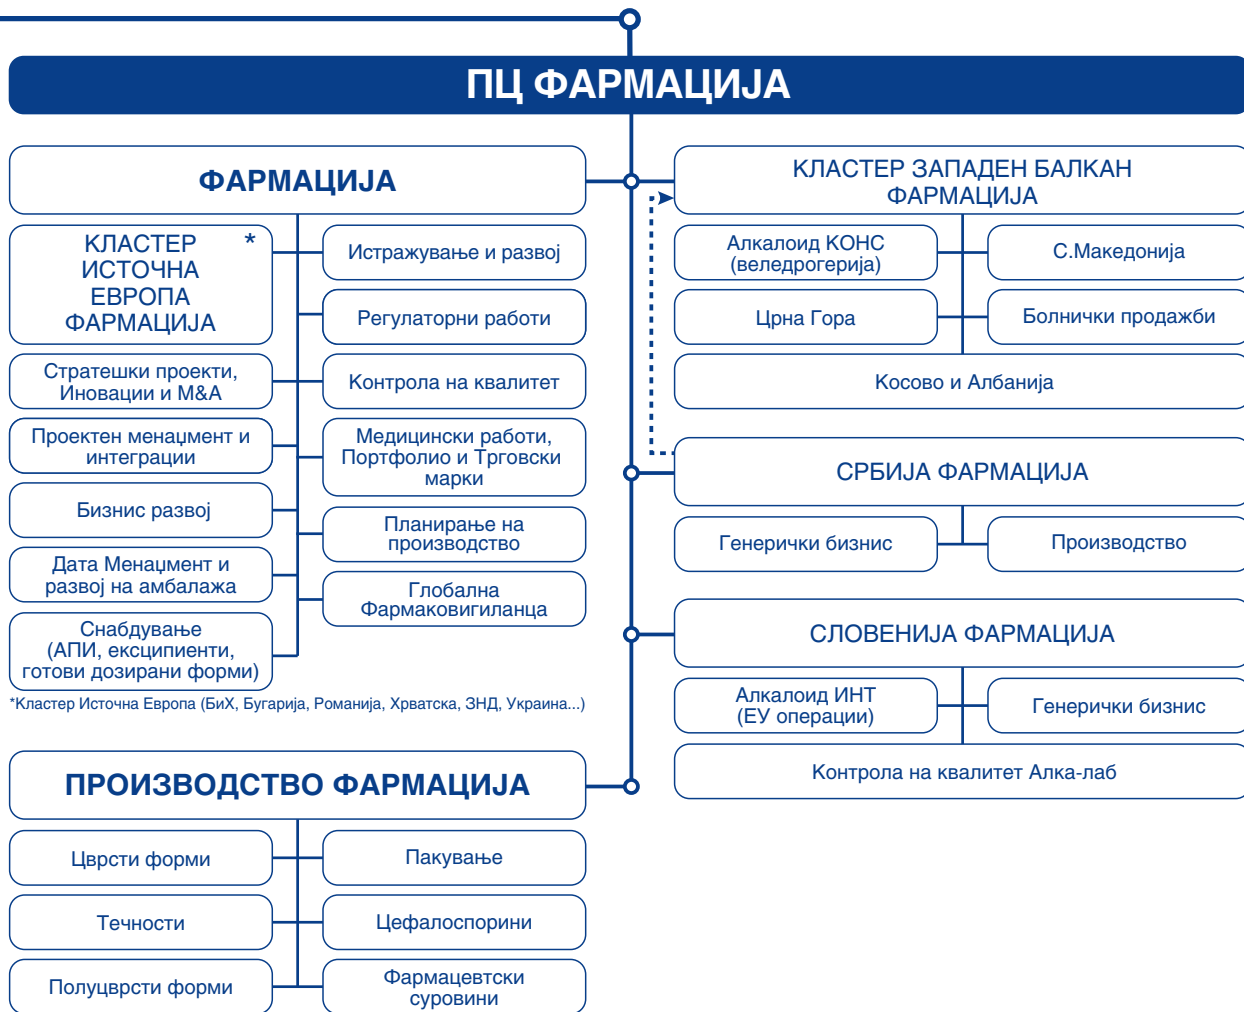 ПЦ ФАРМАЦИЈА
ФАРМАЦИЈА
КЛАСТЕР *
ИСТОЧНА
ЕВРОПА
ФАРМАЦИЈА
Истражување и развој
Регулаторни работи
Стратешки проекти,
Иновации и М&А
Контрола на квалитет
Проектен менаџмент и
интеграции
Медицински работи,
Портфолио и Трговски
марки
Бизнис развој
Планирање на
производство
Дата Менаџмент и
развој на амбалажа
Глобална
Фармаковигиланца
Снабдување
(АПИ, ексципиенти,
готови дозирани форми)
*Кластер Источна Европа (БиХ, Бугарија, Романија, Хрватска, ЗНД, Украина...)
ПРОИЗВОДСТВО ФАРМАЦИЈА
Цврсти форми
Пакување
Течности
Цефалоспорини
Полуцврсти форми
Фармацевтски
суровини
КЛАСТЕР ЗАПАДЕН БАЛКАН
ФАРМАЦИЈА
Алкалоид КОНС
(веледрогерија)
С.Македонија
Црна Гора
Болнички продажби
Косово и Албанија
СРБИЈА ФАРМАЦИЈА
Генерички бизнис
Производство
СЛОВЕНИЈА ФАРМАЦИЈА
Алкалоид ИНТ
(ЕУ операции)
Генерички бизнис
Контрола на квалитет Алка-лаб